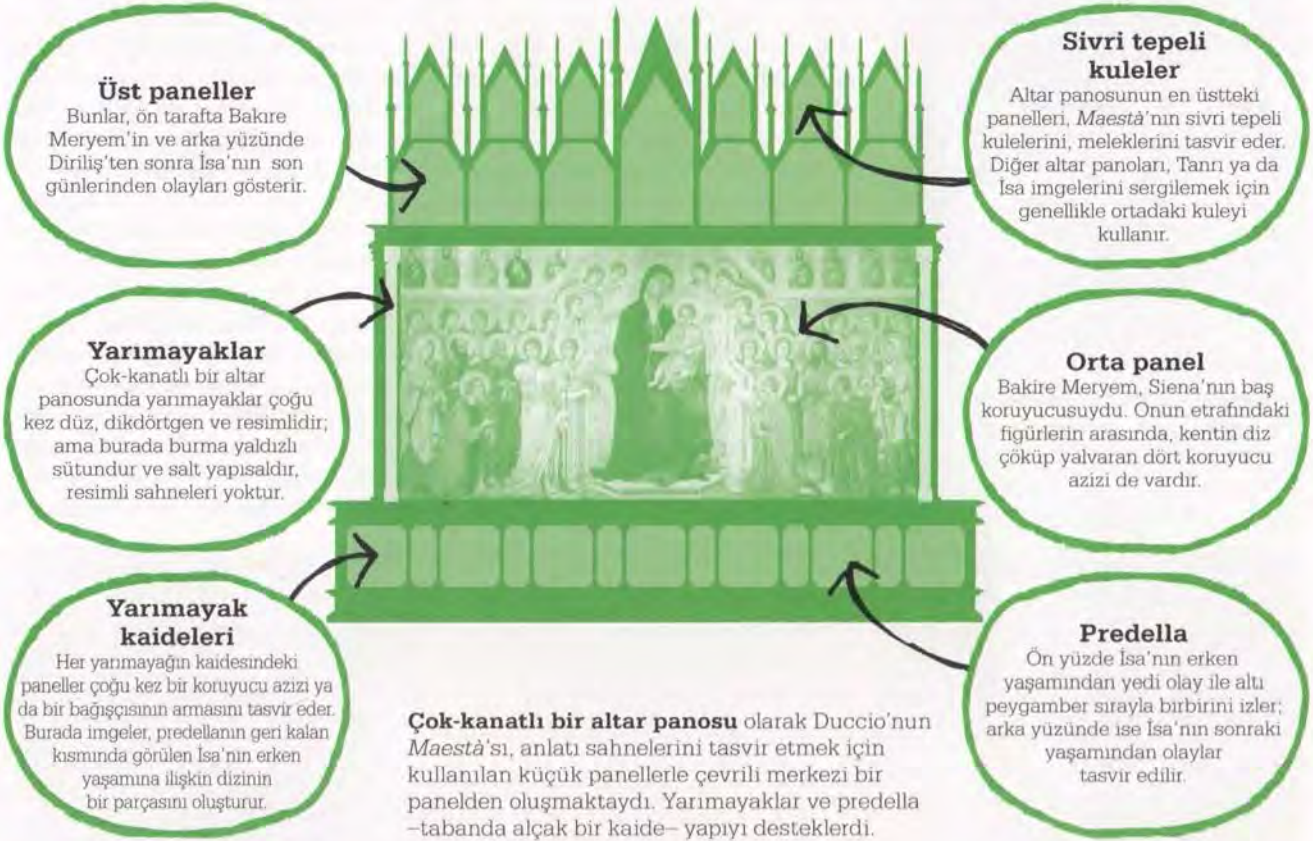 Üst paneller
Bunlar, ön tarafta Bakire
Meryem'in ve arka yüzünde
Diriliş'ten sonra İsa'nın son
günlerinden olayları gösterir.
Yarımayaklar
Çok-kanatlı bir altar
panosunda yarımayaklar çoğu
kez düz, dikdörtgen ve resimlidir;
ama burada burma yaldızlı
sütundur ve salt yapısaldır,
resimli sahneleri yoktur.
Yarımayak
kaideleri
Her yarımayağın kaidesindeki
paneller çoğu kez bir koruyucu azizi ya
da bir bağışçısının armasını tasvir eder.
Burada imgeler, predellanın geri kalan
kısmında görülen İsa'nın erken
yaşamına ilişkin dizinin
bir parçasını oluşturur.
Sivri tepeli
kuleler
Altar panosunun en üstteki
panelleri, Maestà'nın sivri tepeli
kulelerini, meleklerini tasvir eder.
Diğer altar panoları, Tanrı ya da
İsa imgelerini sergilemek için
genellikle ortadaki kuleyi
kullanır.
Orta panel
Bakire Meryem, Siena'nın baş
koruyucusuydu. Onun etrafındaki
figürlerin arasında, kentin diz
çöküp yalvaran dört koruyucu
azizi de vardır.
Predella
Ön yüzde İsa'nın erken
yaşamından yedi olay ile altı
peygamber sırayla birbirini izler;
arka yüzünde ise İsa'nın sonraki
yaşamından olaylar
tasvir edilir.
Çok-kanatlı bir altar panosu olarak Duccio'nun
Maestà'sı, anlatı sahnelerini tasvir etmek için
kullanılan küçük panellerle çevrili merkezi bir
panelden oluşmaktaydı. Yarımayaklar ve predella
–tabanda alçak bir kaide– yapıyı desteklerdi.